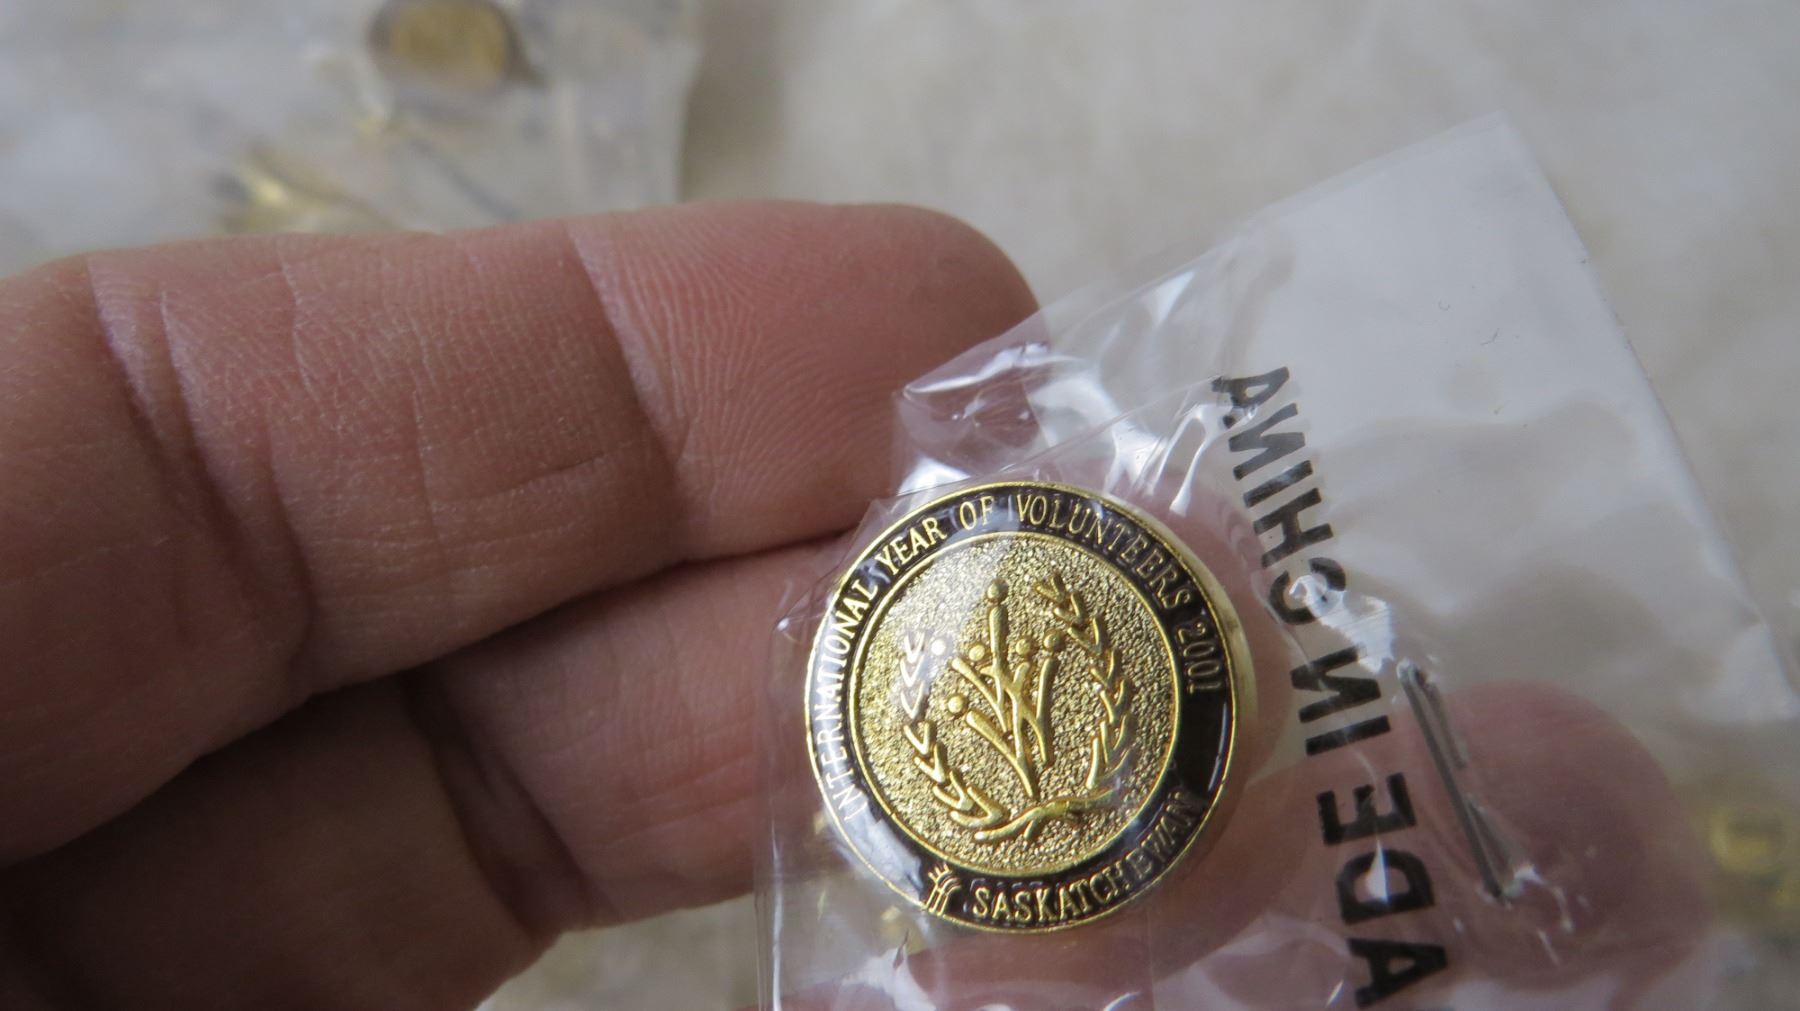 INTERNATIONAL YEAR OF VOLUNTEERS 2001
SASKATCHEWAN
ADE IN CHINA